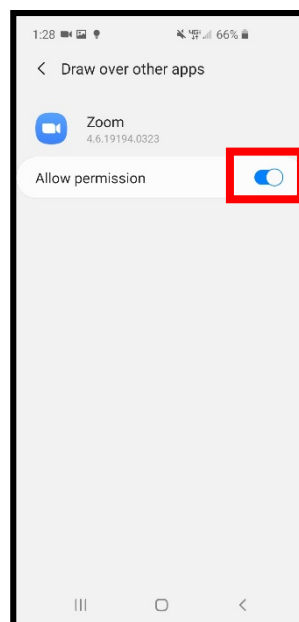 1:28 66%
Draw over other apps
Zoom
4.6.19194.0323
Allow permission